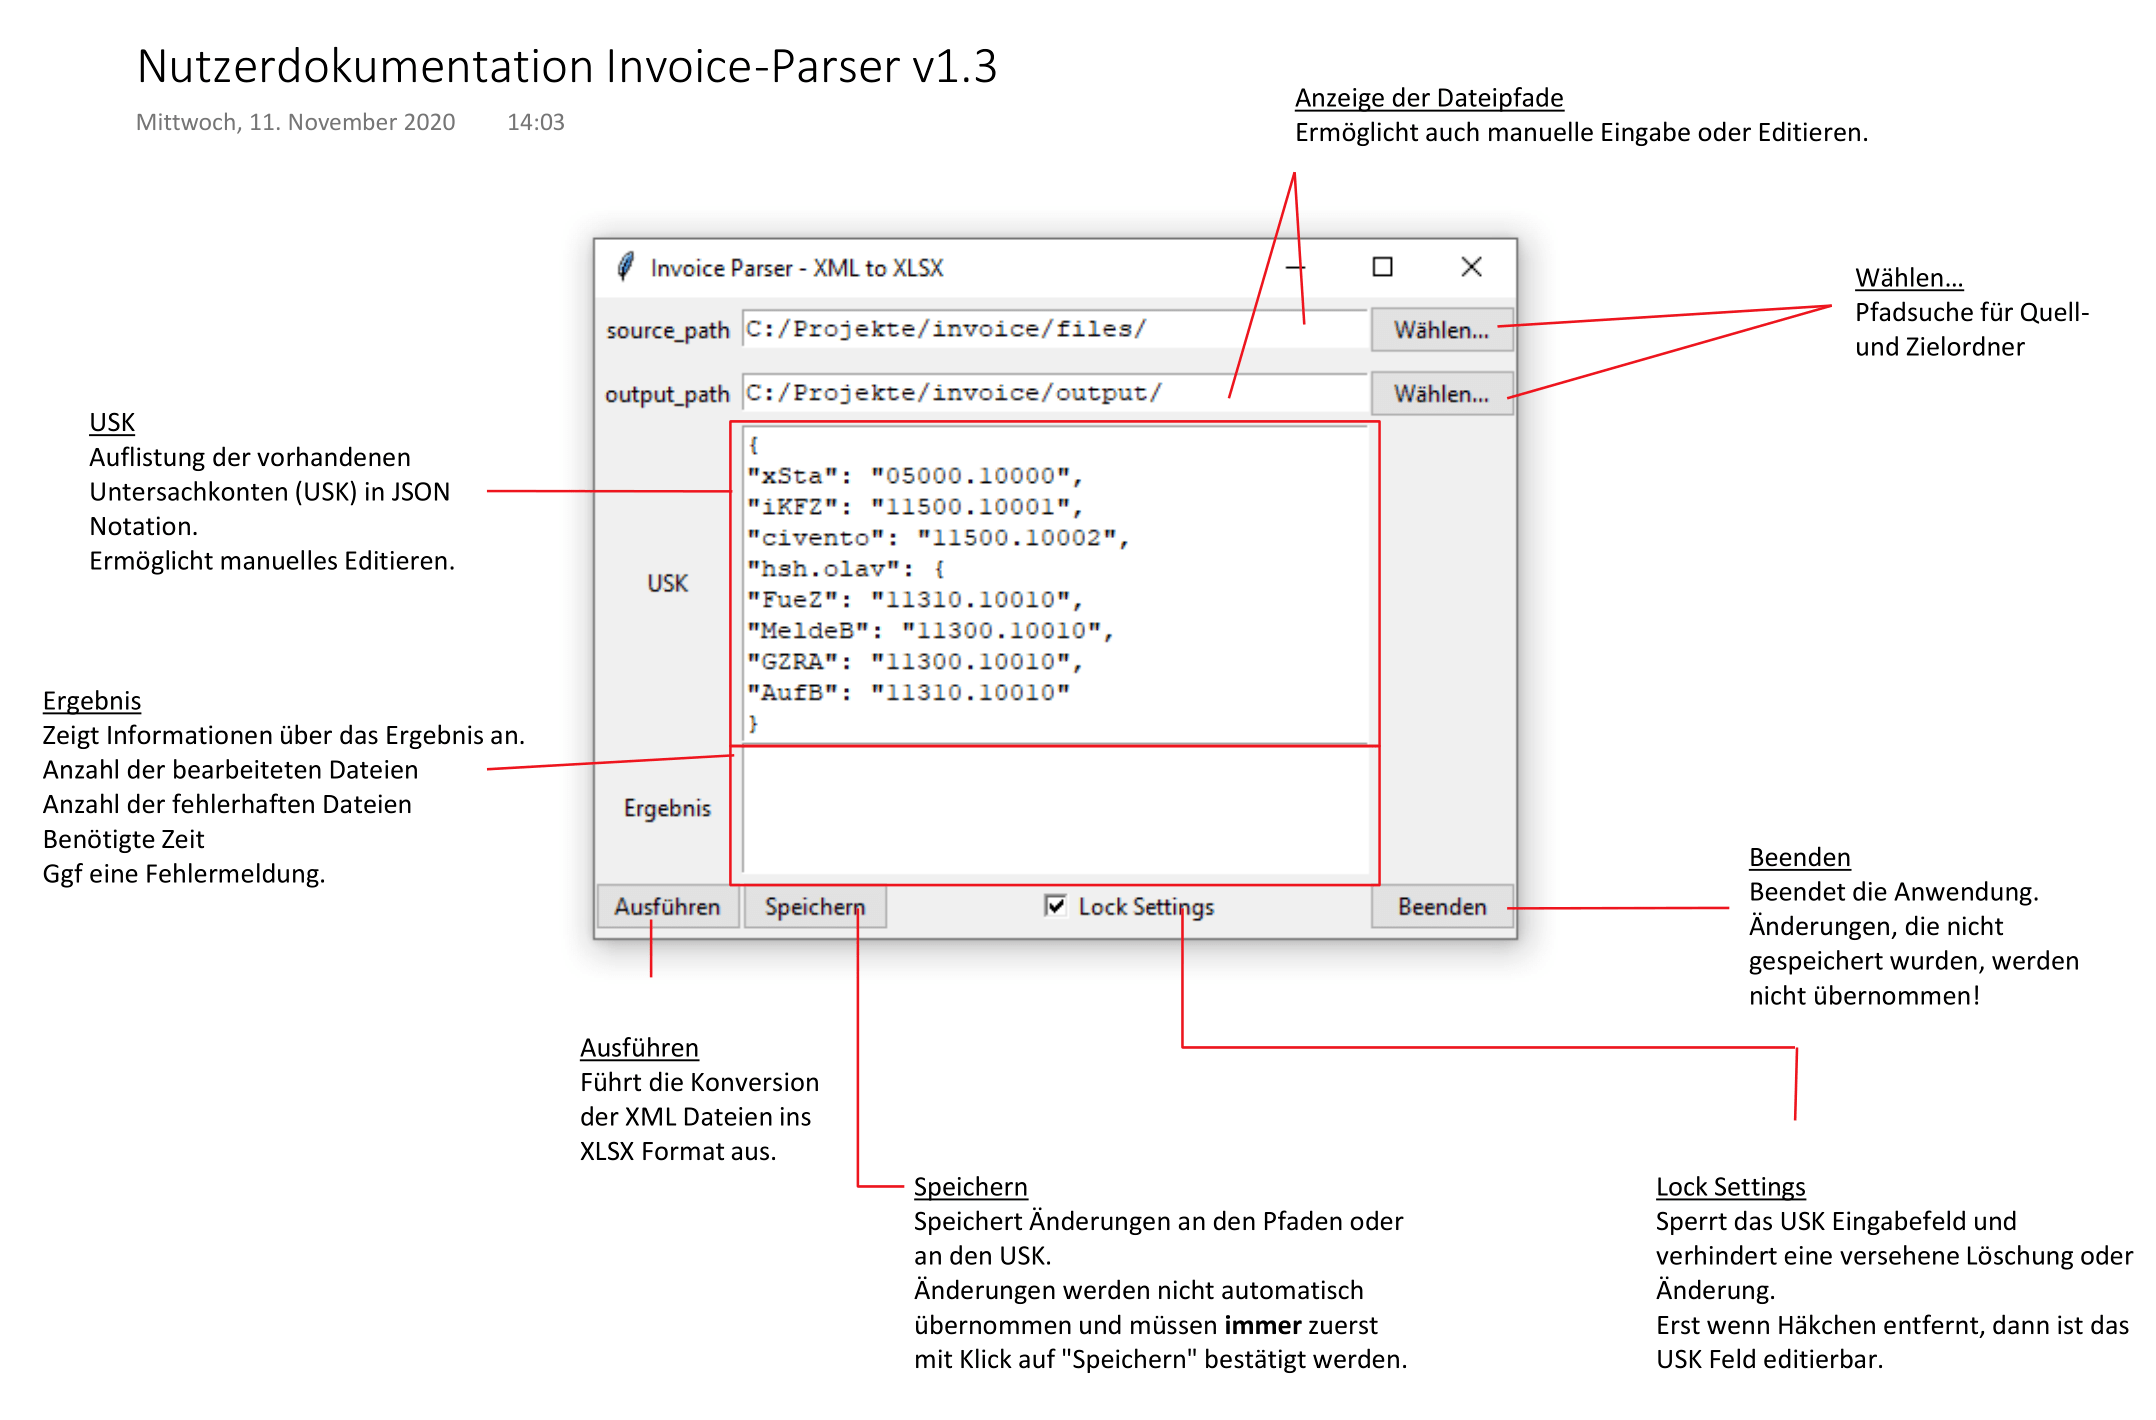 Nutzerdokumentation Invoice-Parser v1.3
Mittwoch, 11. November 2020 14:03
Anzeige der Dateipfade
Ermöglicht auch manuelle Eingabe oder Editieren.
Invoice Parser - XML to XLSX
source_path C:/Projekte/invoice/files/ Wählen...
output_path C:/Projekte/invoice/output/ Wählen...
Wählen...
Pfadsuche für Quell-
und Zielordner
USK
Auflistung der vorhandenen
Untersachkonten (USK) in JSON
Notation.
Ermöglicht manuelles Editieren.
USK
{
"xSta": "05000.10000",
"iKFZ": "11500.10001",
"civento": "11500.10002",
"hsh.olav": {
"FueZ": "11310.10010",
"MeldeB": "11300.10010",
"GZRA": "11300.10010",
"AufB": "11310.10010"
}
Ergebnis
Zeigt Informationen über das Ergebnis an.
Anzahl der bearbeiteten Dateien
Anzahl der fehlerhaften Dateien
Benötigte Zeit
Ggf eine Fehlermeldung.
Ergebnis
Ausführen Speichern Lock Settings Beenden
Beenden
Beendet die Anwendung.
Änderungen, die nicht
gespeichert wurden, werden
nicht übernommen!
Ausführen
Führt die Konversion
der XML Dateien ins
XLSX Format aus.
Speichern
Speichert Änderungen an den Pfaden oder
an den USK.
Änderungen werden nicht automatisch
übernommen und müssen immer zuerst
mit Klick auf "Speichern" bestätigt werden.
Lock Settings
Sperrt das USK Eingabefeld und
verhindert eine versehene Löschung oder
Änderung.
Erst wenn Häkchen entfernt, dann ist das
USK Feld editierbar.